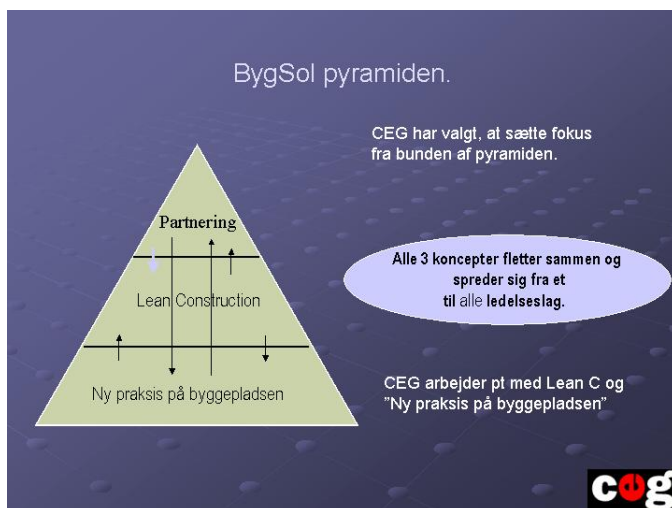 BygSol pyramiden.
CEG har valgt, at sætte fokus
fra bunden af pyramiden.
Partnering
Lean Construction
Ny praksis på byggepladsen
Alle 3 koncepter fletter sammen og
spreder sig fra et
til alle ledelseslag.
CEG arbejder pt med Lean C og
"Ny praksis på byggepladsen"
ceg